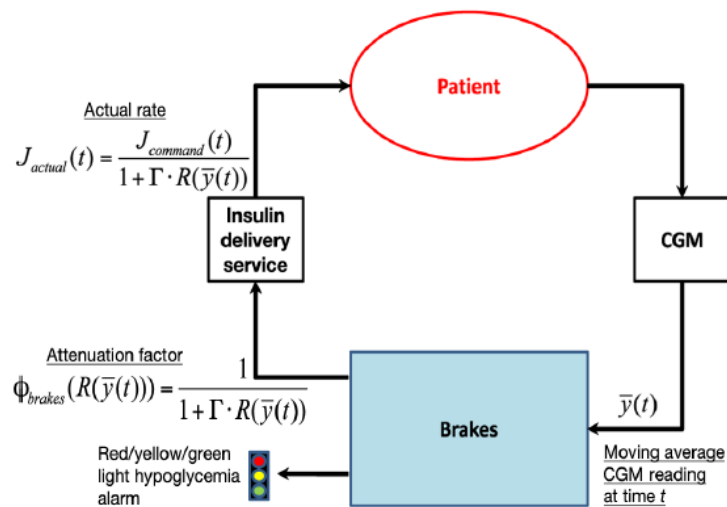 Patient
Actual rate
J_actual(t) = J_command(t) / (1 + Γ · R(y̅(t)))
Insulin
delivery
service
CGM
Attenuation factor
ϕ_brakes(R(y̅(t))) = 1 / (1 + Γ · R(y̅(t)))
y̅(t)
Brakes
Moving average
CGM reading
at time t
Red/yellow/green
light hypoglycemia
alarm